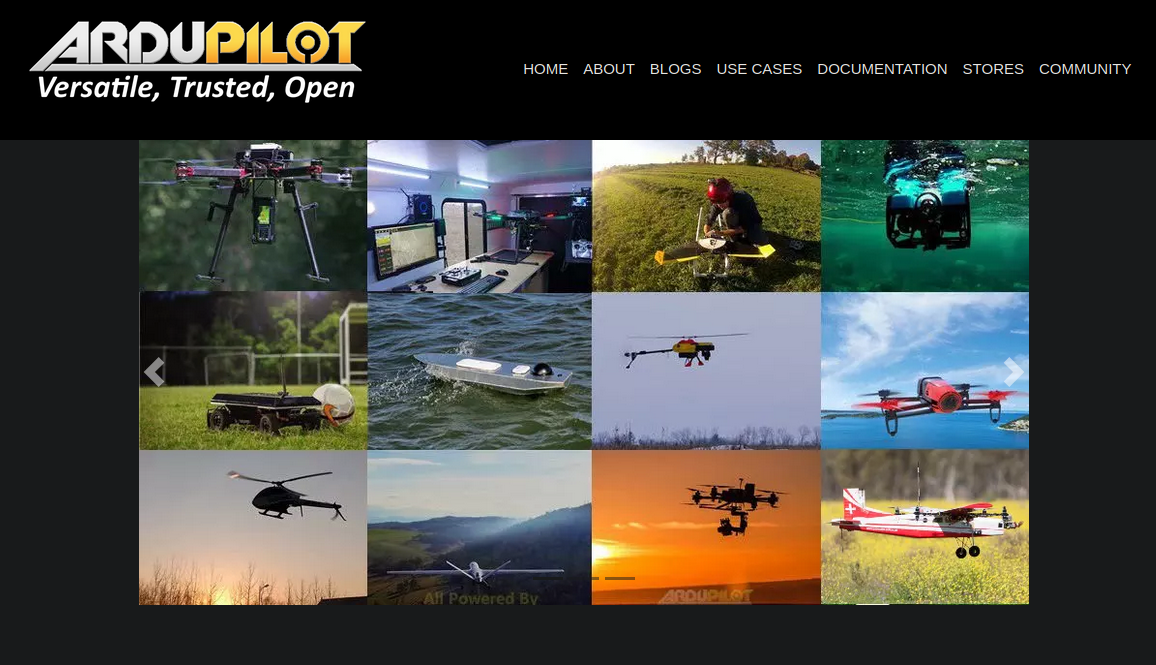 ARDUPILOT
Versatile, Trusted, Open
HOME ABOUT BLOGS USE CASES DOCUMENTATION STORES COMMUNITY
All Powered By
ARDUPILOT